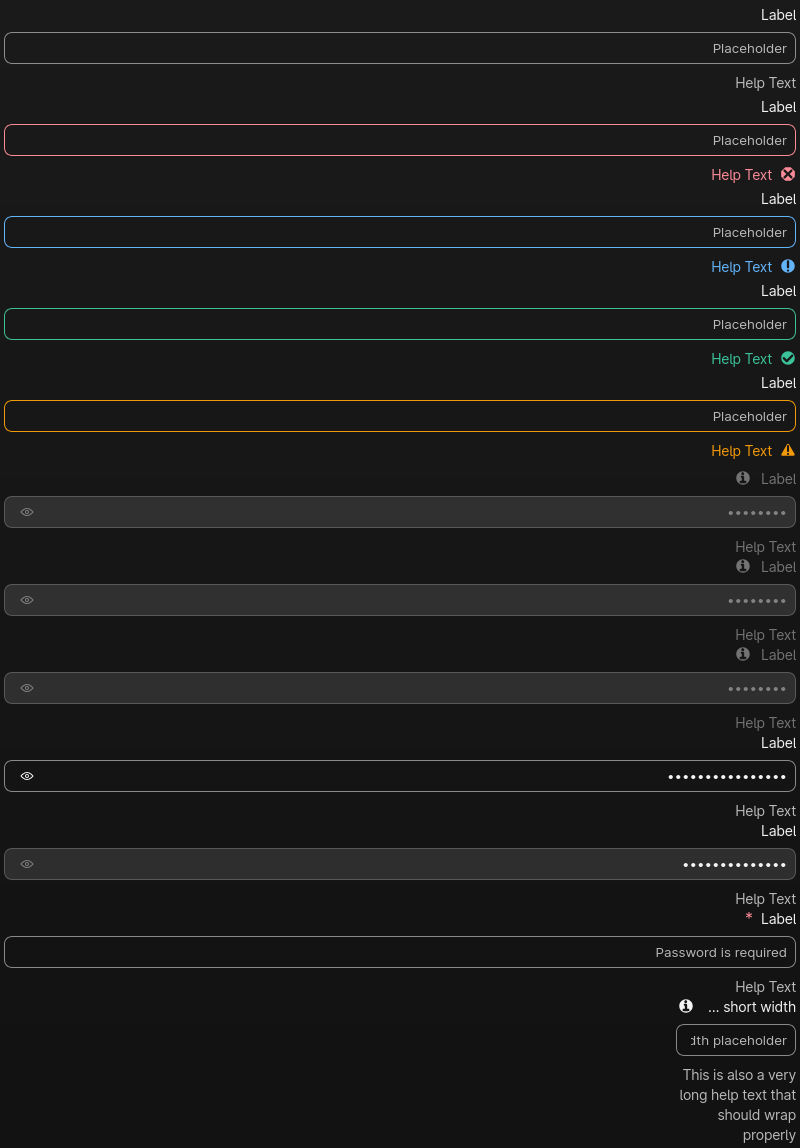 Label
Placeholder
Help Text
Label
Placeholder
Help Text
Label
Placeholder
Help Text
Label
Placeholder
Help Text
Label
Placeholder
Help Text
Label
••••••••
Help Text
Label
••••••••
Help Text
Label
••••••••
Help Text
Label
••••••••••••••••
Help Text
Label
••••••••••••••
Help Text
* Label
Password is required
Help Text
... short width
placeholder
This is also a very
long help text that
should wrap
properly